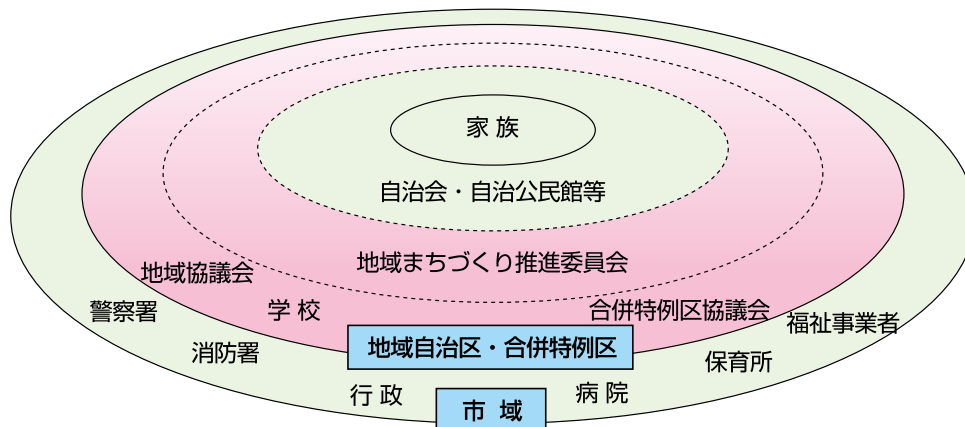 家 族
自治会・自治公民館等
地域まちづくり推進委員会
地域協議会
学 校
合併特例区協議会
警察署
福祉事業者
地域自治区・合併特例区
消防署
保育所
行 政
病 院
市 域